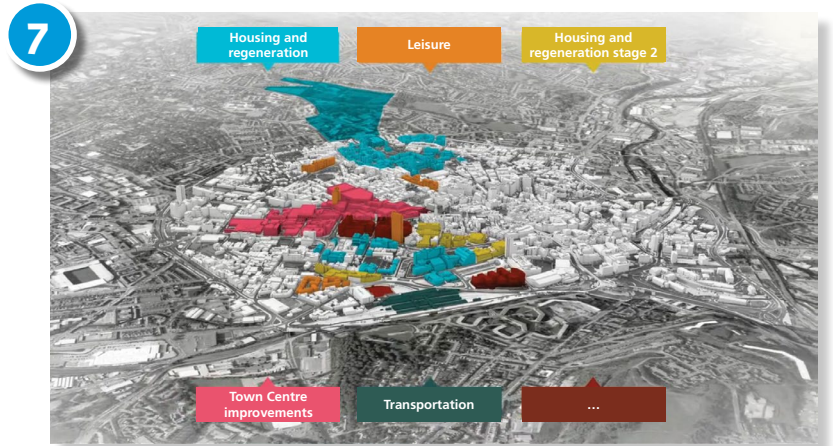 7
Housing and
regeneration
Leisure
Housing and
regeneration stage 2
Town Centre
improvements
Transportation
...